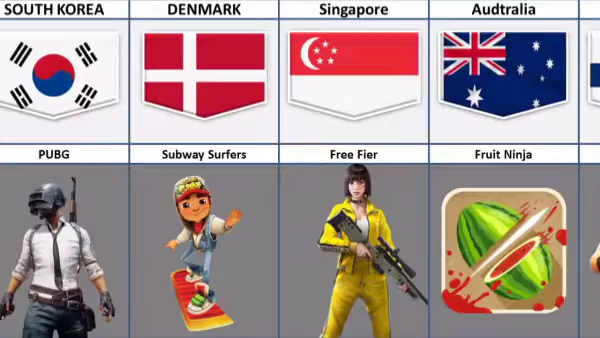 SOUTH KOREA
DENMARK
Singapore
Audtralia
PUBG
Subway Surfers
Free Fier
Fruit Ninja